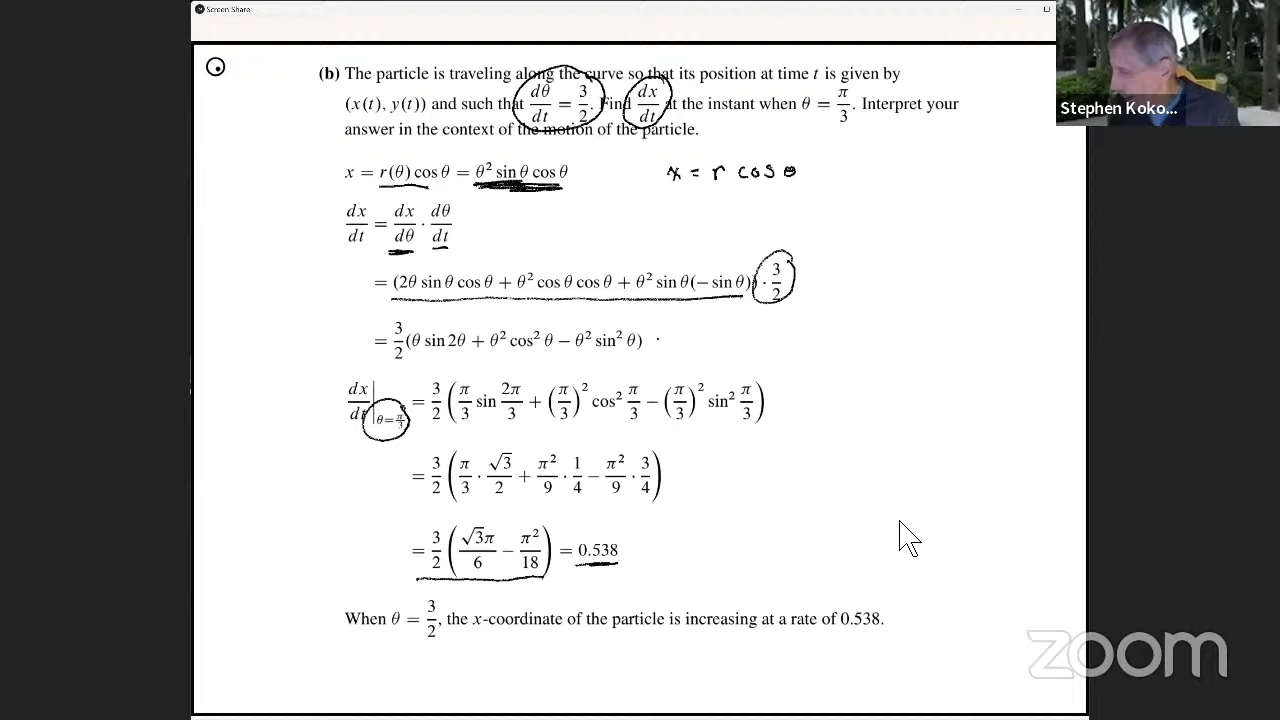 Screen Share
(b) The particle is traveling along the curve so that its position at time t is given by
(x(t), y(t)) and such that dθ/dt = 3/2. Find dx/dt at the instant when θ = π/3. Interpret your
answer in the context of the motion of the particle.
Stephen Koko...
x = r(θ) cos θ = θ² sin θ cos θ
x = r cos θ
dx/dt = dx/dθ · dθ/dt
= (2θ sin θ cos θ + θ² cos θ cos θ + θ² sin θ(− sin θ)) · 3/2
= 3/2 (θ sin 2θ + θ² cos² θ − θ² sin² θ)
dx/dt |θ=π/3 = 3/2 (π/3 sin 2π/3 + (π/3)² cos² π/3 − (π/3)² sin² π/3)
= 3/2 (π/3 · √3/2 + π²/9 · 1/4 − π²/9 · 3/4)
= 3/2 (√3π/6 − π²/18) = 0.538
When θ = 3/2, the x-coordinate of the particle is increasing at a rate of 0.538.
zoom